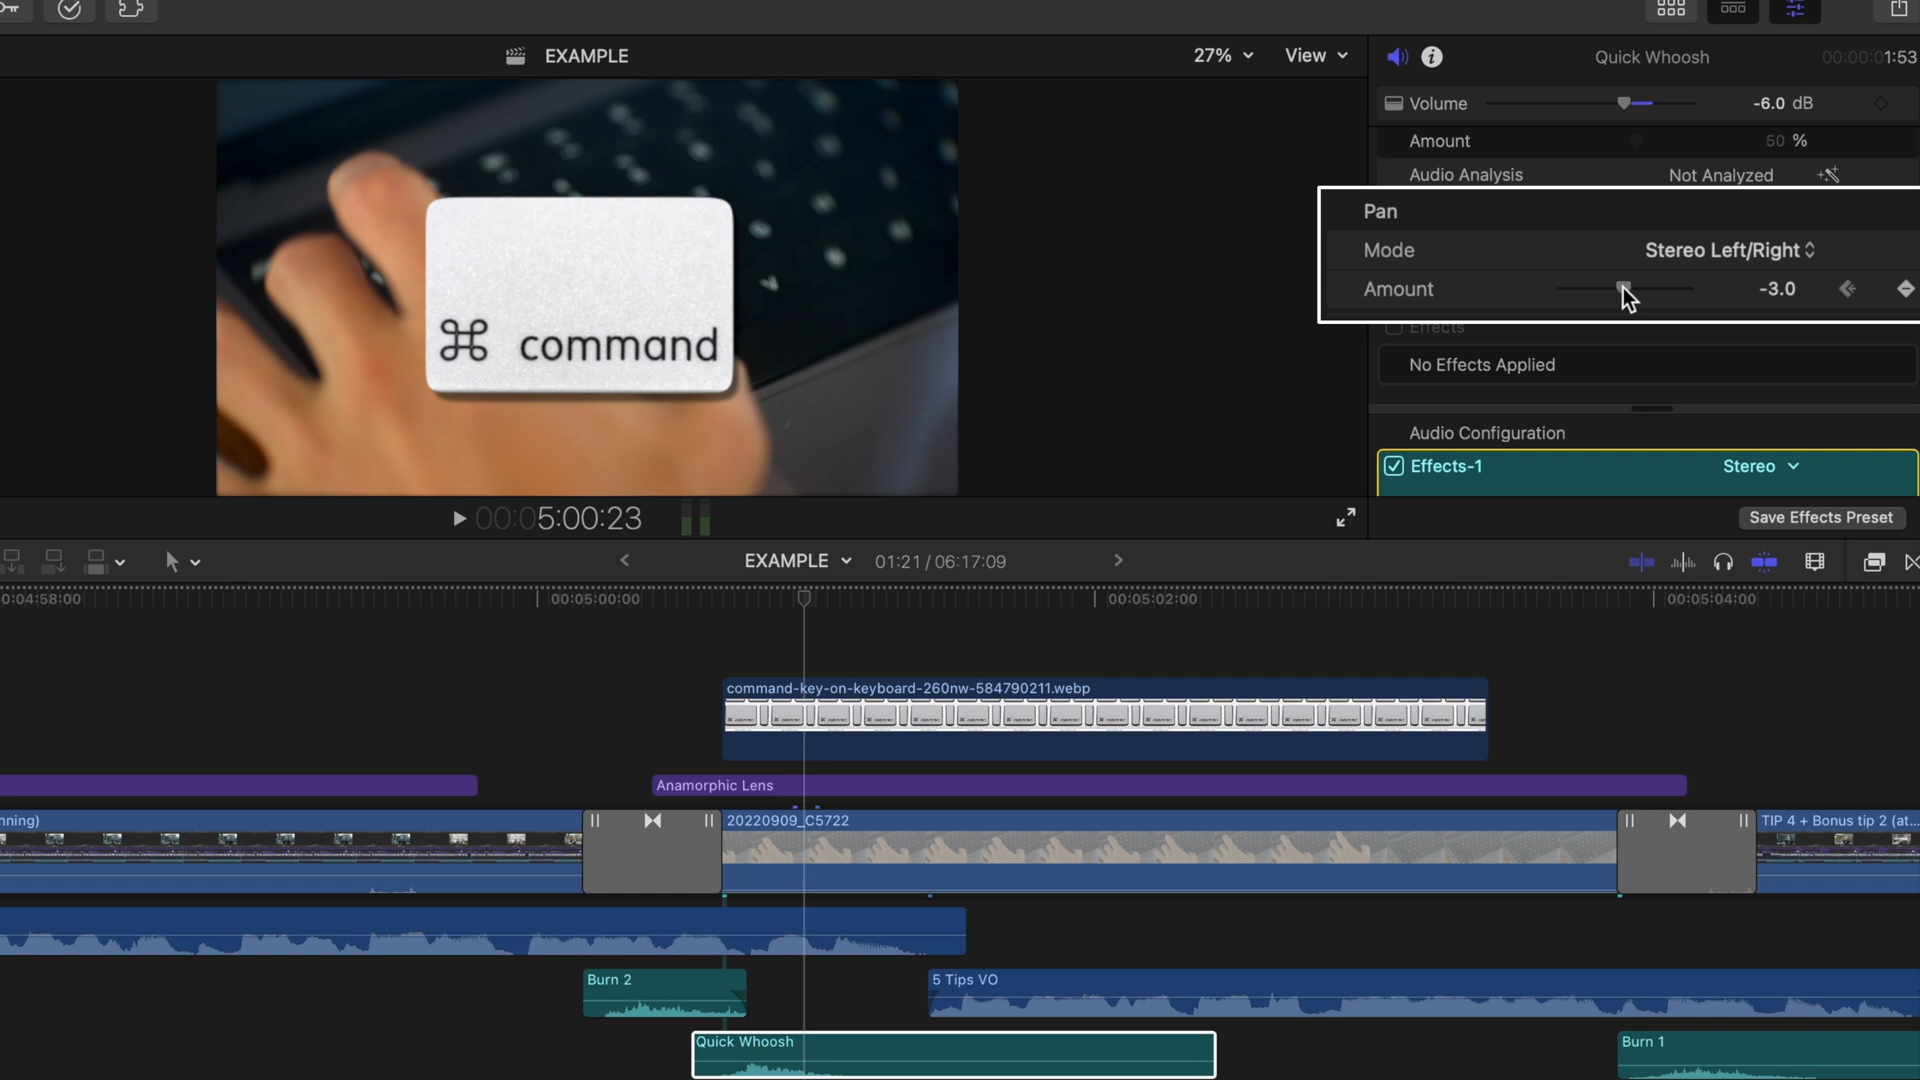 EXAMPLE
27%
View
Quick Whoosh
00:00:01:53
Volume
-6.0 dB
Amount
50 %
Audio Analysis
Not Analyzed
Pan
Mode
Stereo Left/Right
Amount
-3.0
Effects
No Effects Applied
Audio Configuration
Effects-1
Stereo
Save Effects Preset
⌘ command
00:05:00:23
EXAMPLE
01:21 / 06:17:09
0:04:58:00
00:05:00:00
00:05:02:00
00:05:04:00
command-key-on-keyboard-260nw-584790211.webp
Anamorphic Lens
nning)
20220909_C5722
TIP 4 + Bonus tip 2 (at...
Burn 2
5 Tips VO
Quick Whoosh
Burn 1